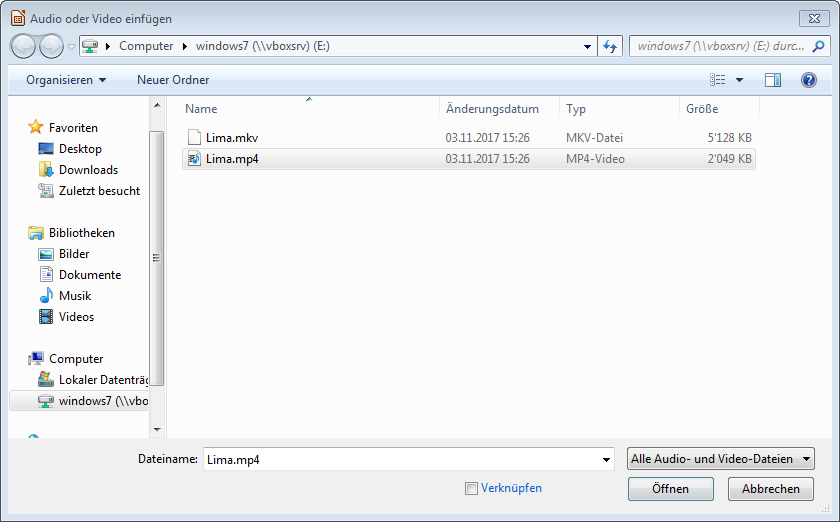 Audio oder Video einfügen
Computer windows7 (\\vboxsrv) (E:)
windows7 (\\vboxsrv) (E:) durc...
Organisieren Neuer Ordner
Name Änderungsdatum Typ Größe
Lima.mkv 03.11.2017 15:26 MKV-Datei 5'128 KB
Lima.mp4 03.11.2017 15:26 MP4-Video 2'049 KB
Favoriten
Desktop
Downloads
Zuletzt besucht
Bibliotheken
Bilder
Dokumente
Musik
Videos
Computer
Lokaler Datenträg
windows7 (\\vbo
Dateiname: Lima.mp4 Alle Audio- und Video-Dateien
Verknüpfen Öffnen Abbrechen